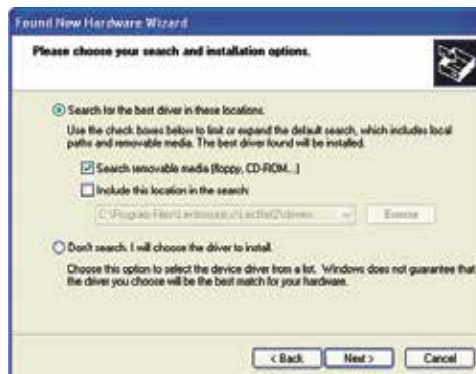 Found New Hardware Wizard
Please choose your search and installation options.
Search for the best driver in these locations.
Use the check boxes below to limit or expand the default search, which includes local
paths and removable media. The best driver found will be installed.
Search removable media (floppy, CD-ROM...)
Include this location in the search:
C:\Program Files\
Browse
Don't search. I will choose the driver to install.
Choose this option to select the device driver from a list. Windows does not guarantee that
the driver you choose will be the best match for your hardware.
< Back
Next >
Cancel